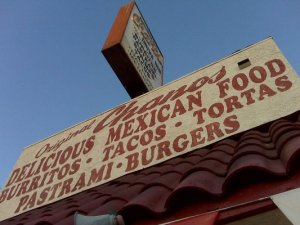 Original Chanos
DELICIOUS MEXICAN FOOD
BURRITOS · TACOS · TORTAS
PASTRAMI · BURGERS